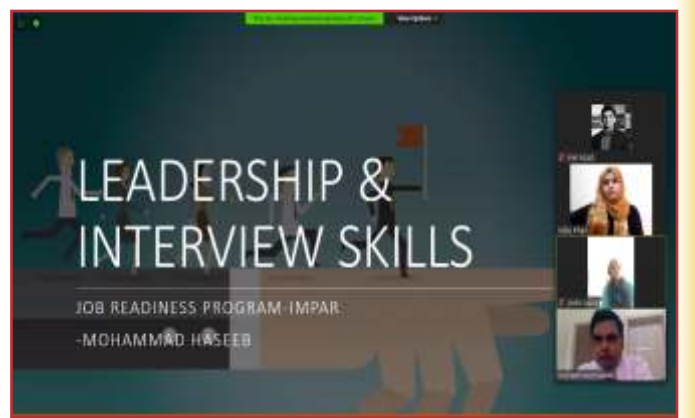 LEADERSHIP &
INTERVIEW SKILLS
JOB READINESS PROGRAM-IMPAR
-MOHAMMAD HASEEB